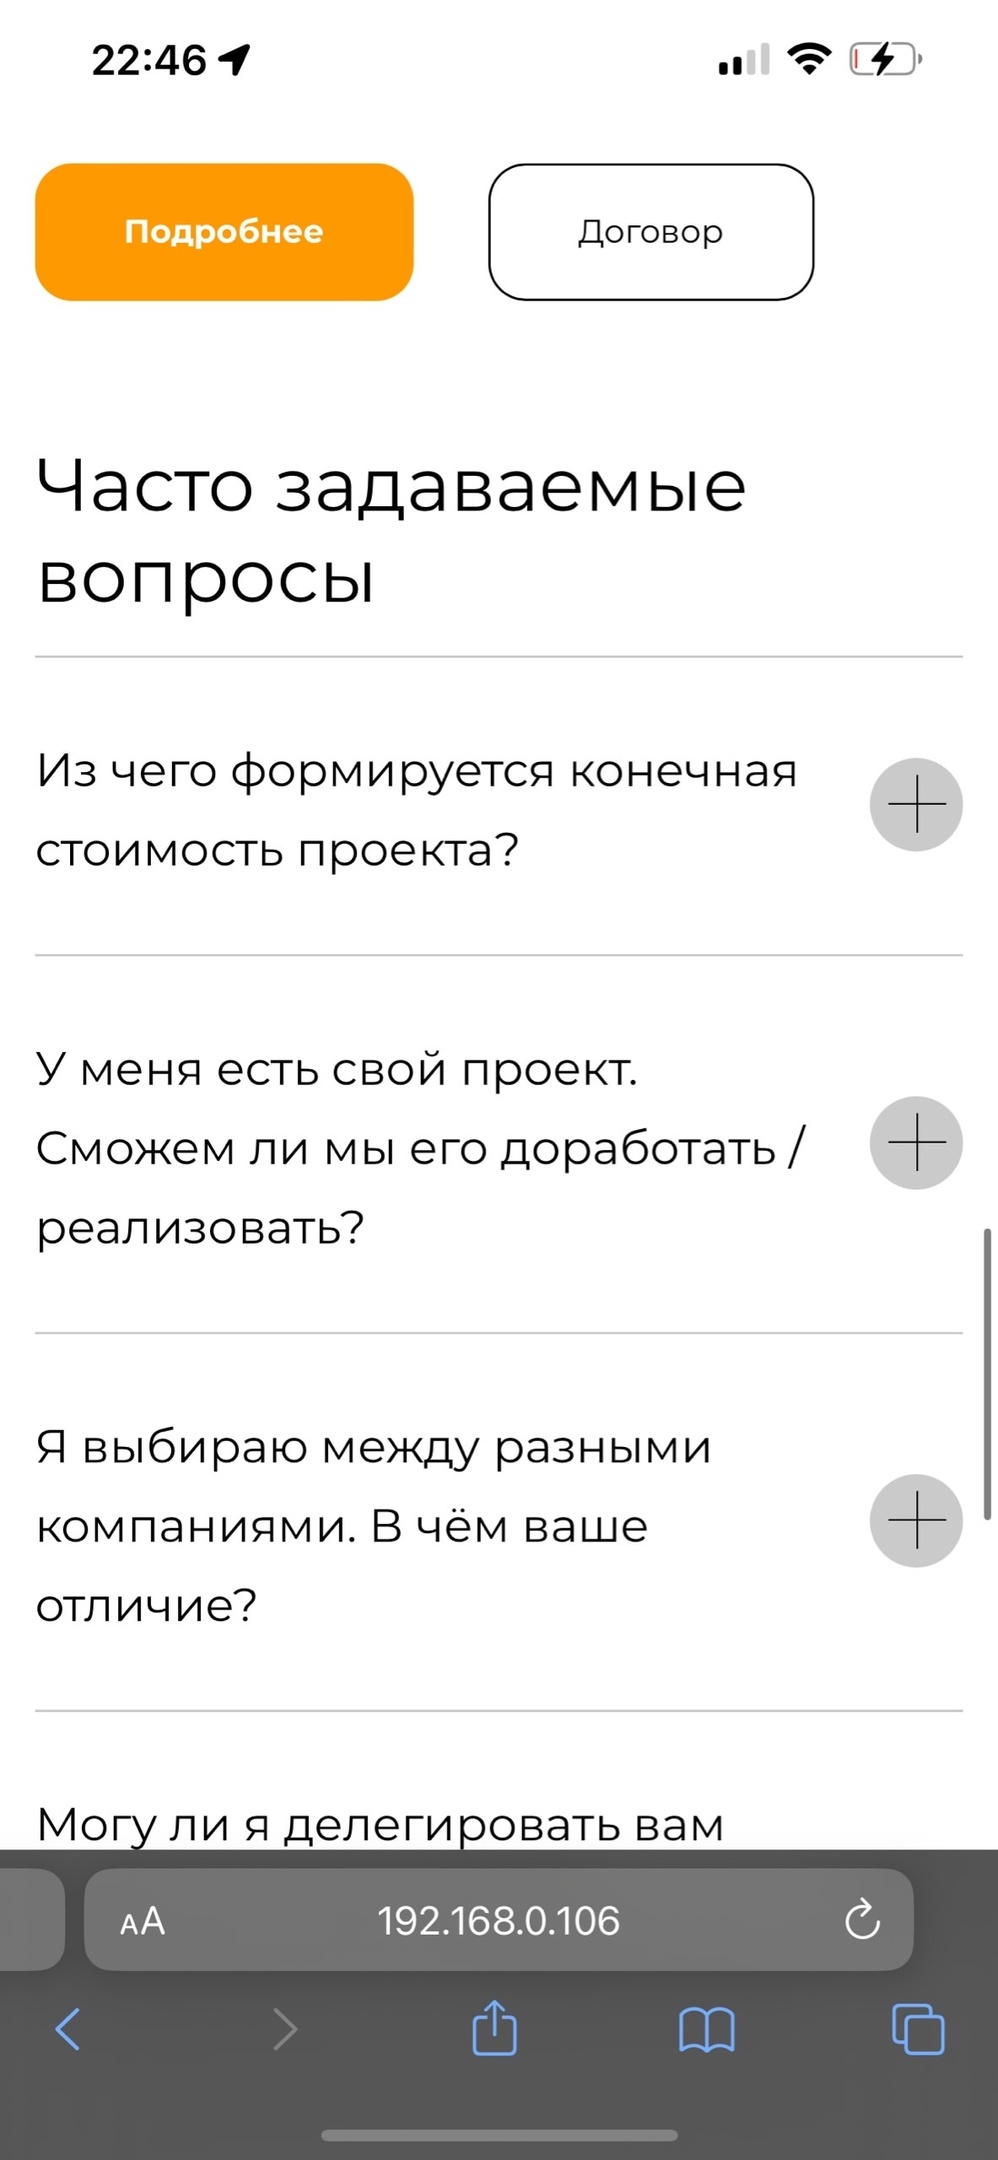 22:46
Подробнее
Договор
Часто задаваемые
вопросы
Из чего формируется конечная
стоимость проекта?
У меня есть свой проект.
Сможем ли мы его доработать /
реализовать?
Я выбираю между разными
компаниями. В чём ваше
отличие?
Могу ли я делегировать вам
AA
192.168.0.106